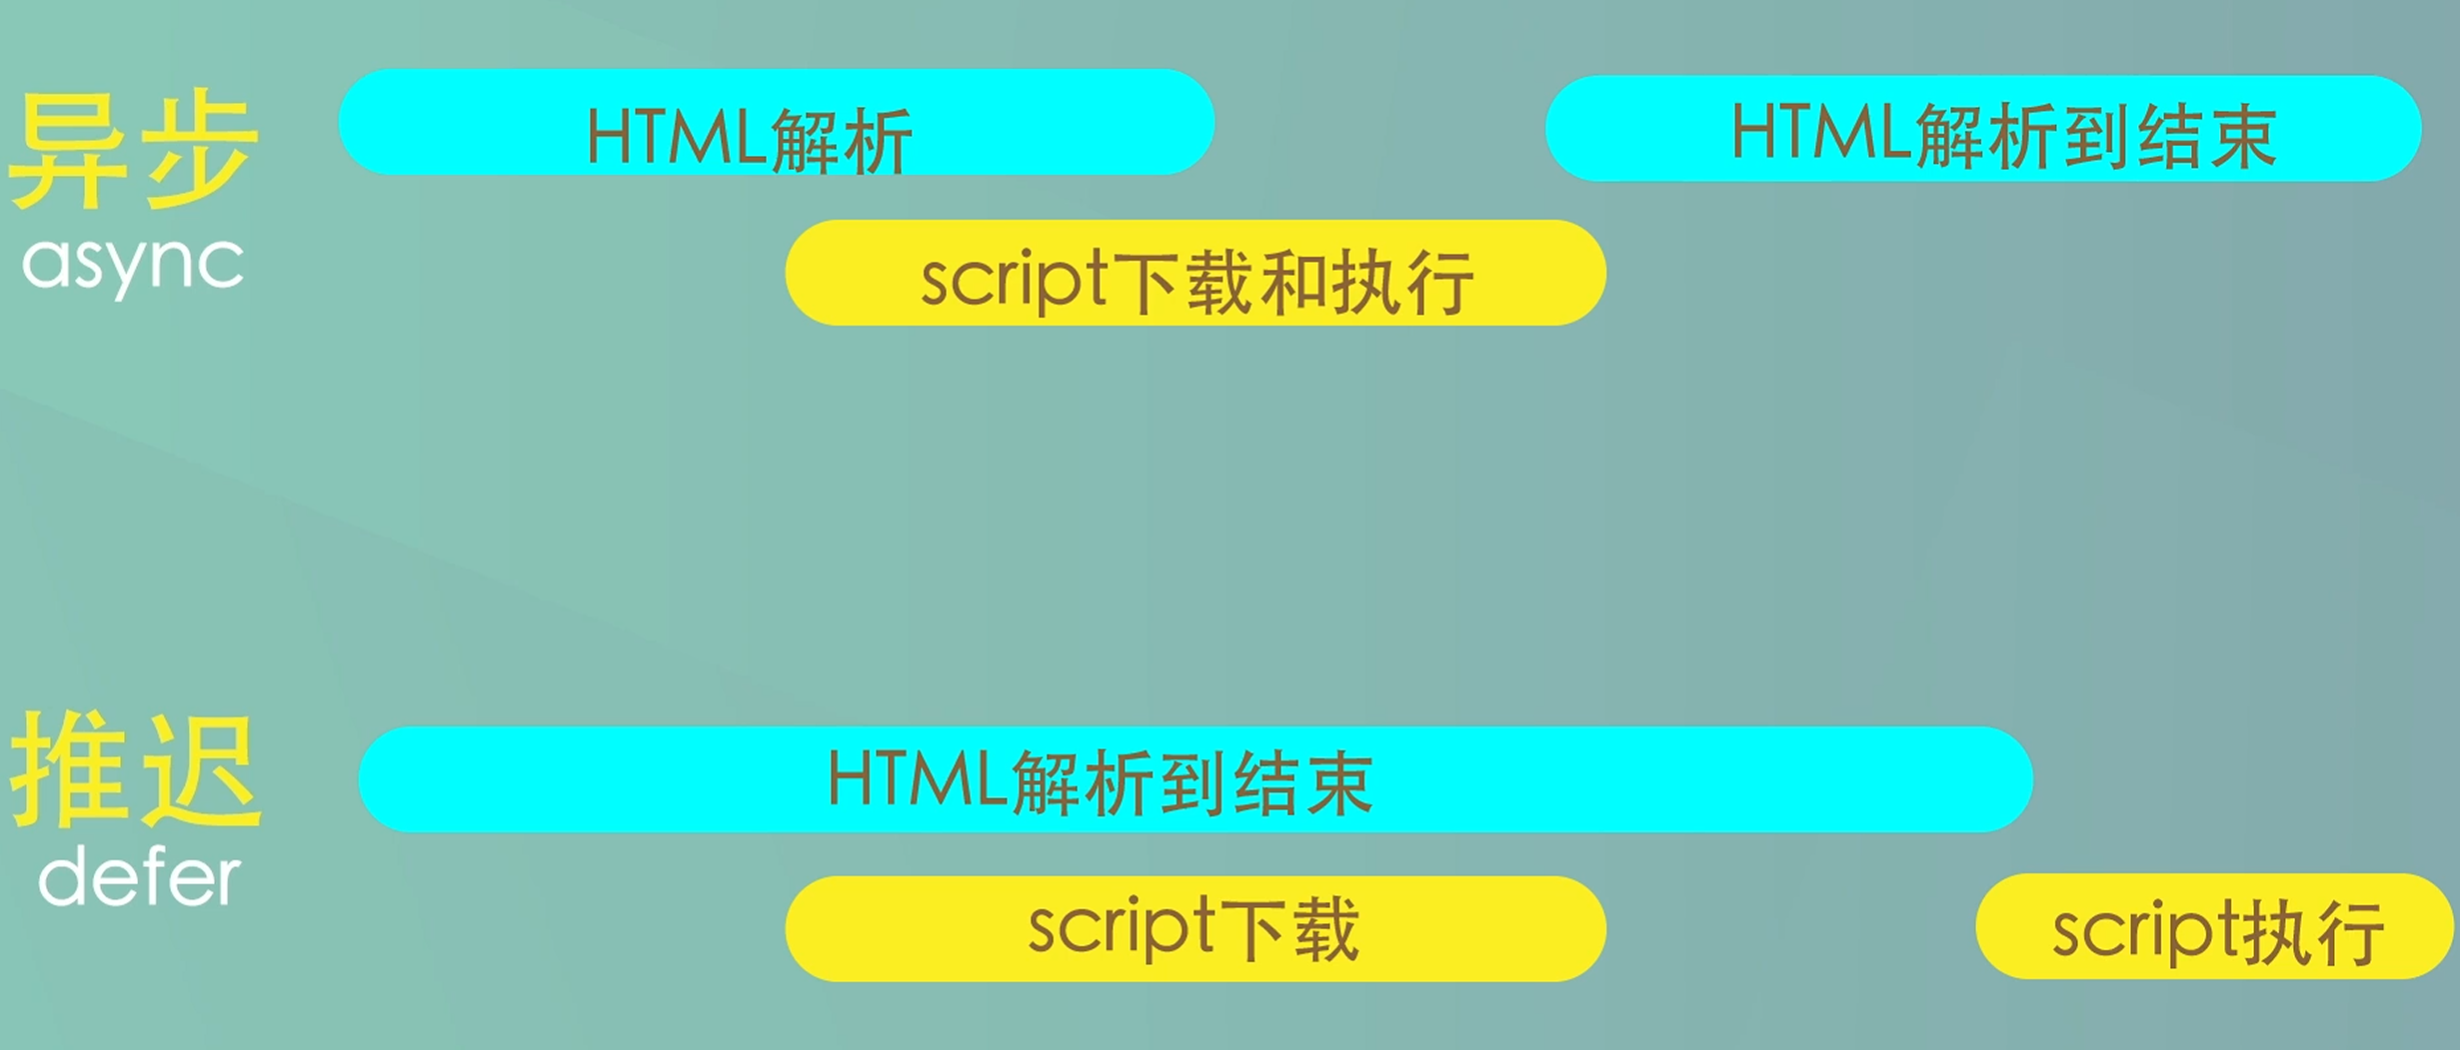 异步
async
HTML解析
HTML解析到结束
script下载和执行
推迟
defer
HTML解析到结束
script下载
script执行